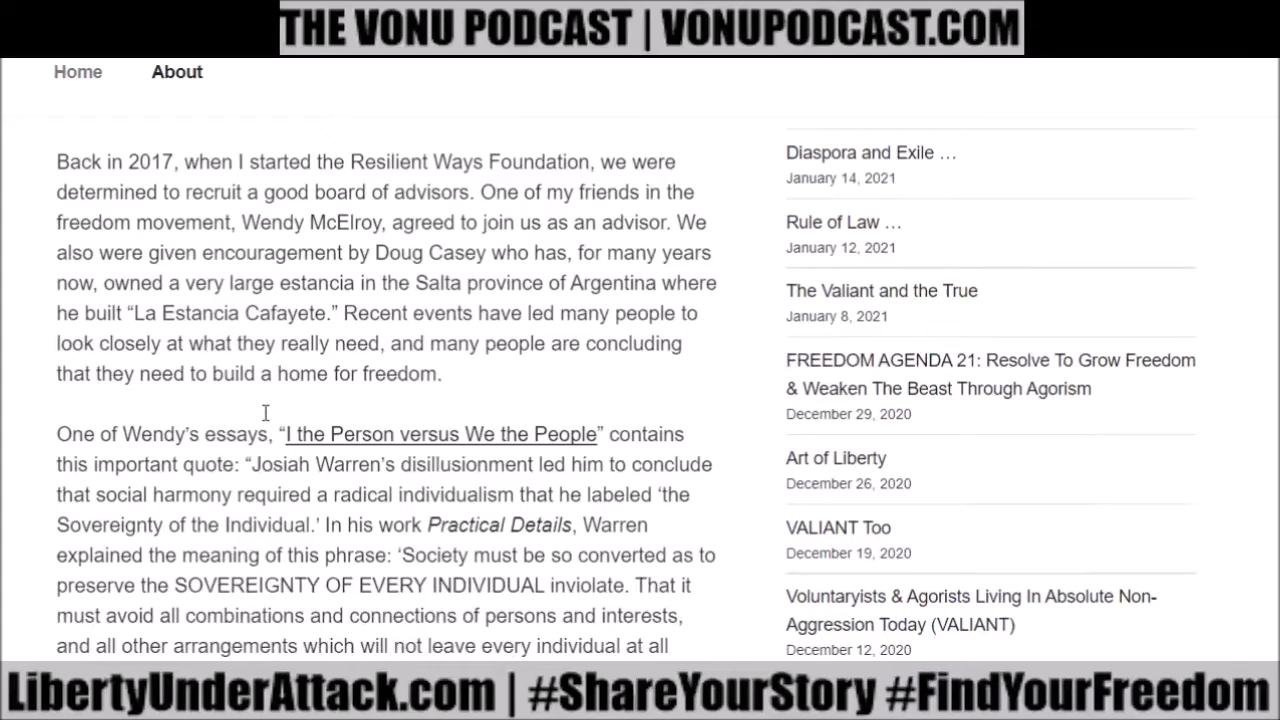 THE VONU PODCAST | VONUPODCAST.COM
Home About
Back in 2017, when I started the Resilient Ways Foundation, we were
determined to recruit a good board of advisors. One of my friends in the
freedom movement, Wendy McElroy, agreed to join us as an advisor. We
also were given encouragement by Doug Casey who has, for many years
now, owned a very large estancia in the Salta province of Argentina where
he built “La Estancia Cafayete.” Recent events have led many people to
look closely at what they really need, and many people are concluding
that they need to build a home for freedom.
One of Wendy’s essays, “I the Person versus We the People” contains
this important quote: “Josiah Warren’s disillusionment led him to conclude
that social harmony required a radical individualism that he labeled ‘the
Sovereignty of the Individual.’ In his work Practical Details, Warren
explained the meaning of this phrase: ‘Society must be so converted as to
preserve the SOVEREIGNTY OF EVERY INDIVIDUAL inviolate. That it
must avoid all combinations and connections of persons and interests,
and all other arrangements which will not leave every individual at all
Diaspora and Exile …
January 14, 2021
Rule of Law …
January 12, 2021
The Valiant and the True
January 8, 2021
FREEDOM AGENDA 21: Resolve To Grow Freedom
& Weaken The Beast Through Agorism
December 29, 2020
Art of Liberty
December 26, 2020
VALIANT Too
December 19, 2020
Voluntaryists & Agorists Living In Absolute Non-
Aggression Today (VALIANT)
December 12, 2020
LibertyUnderAttack.com | #ShareYourStory #FindYourFreedom